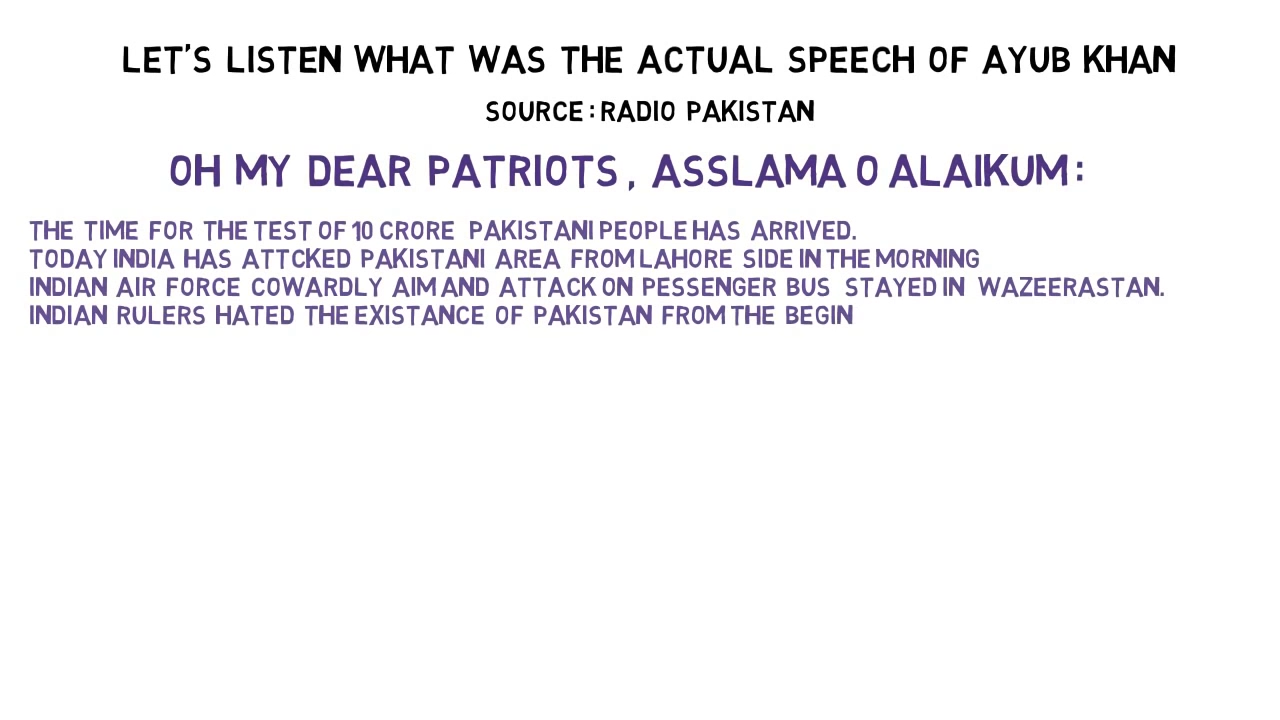 LET'S LISTEN WHAT WAS THE ACTUAL SPEECH OF AYUB KHAN
SOURCE : RADIO PAKISTAN
OH MY DEAR PATRIOTS , ASSLAMA O ALAIKUM :
THE TIME FOR THE TEST OF 10 CRORE PAKISTANI PEOPLE HAS ARRIVED.
TODAY INDIA HAS ATTCKED PAKISTANI AREA FROM LAHORE SIDE IN THE MORNING
INDIAN AIR FORCE COWARDLY AIM AND ATTACK ON PESSENGER BUS STAYED IN WAZEERASTAN.
INDIAN RULERS HATED THE EXISTANCE OF PAKISTAN FROM THE BEGIN